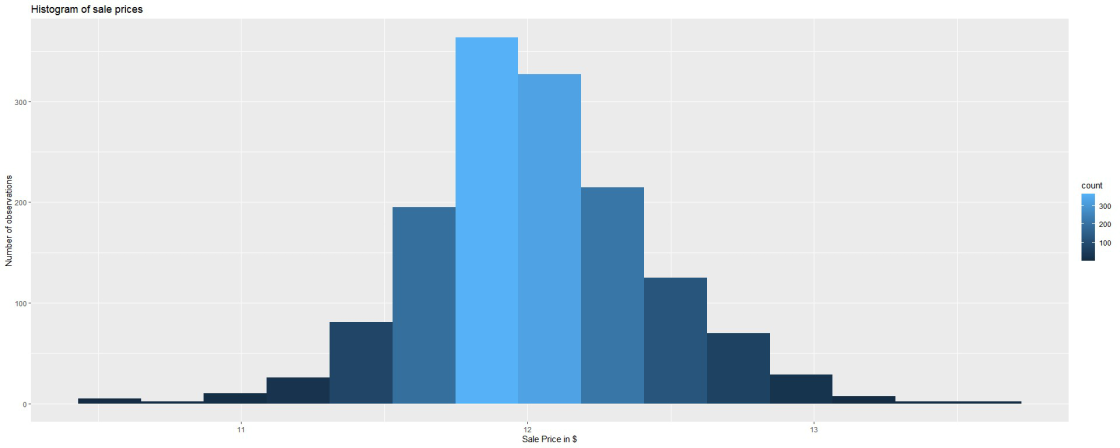 Histogram of sale prices
300
200
100
0
Number of observations
11
12
13
Sale Price in $
count
300
200
100